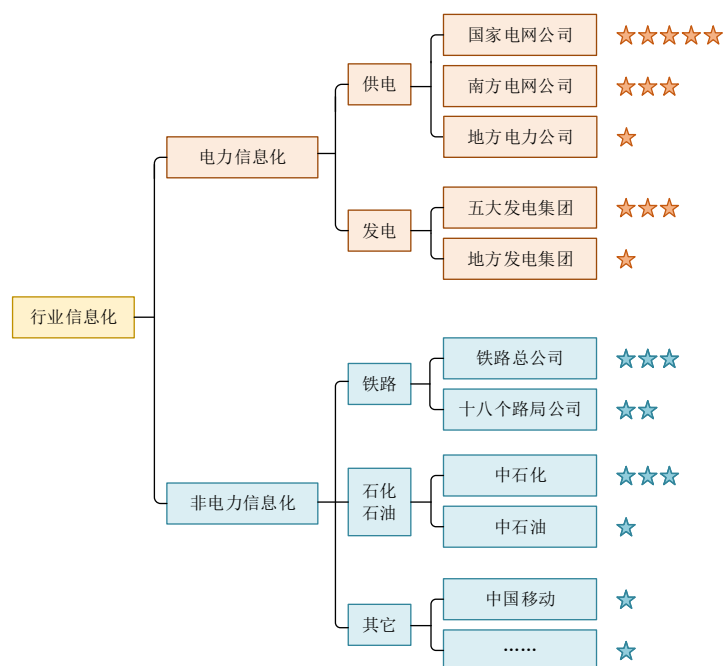 国家电网公司
供电
南方电网公司
地方电力公司
电力信息化
五大发电集团
发电
地方发电集团
行业信息化
铁路总公司
铁路
十八个路局公司
非电力信息化
石化
石油
中石化
中石油
中国移动
其它
……